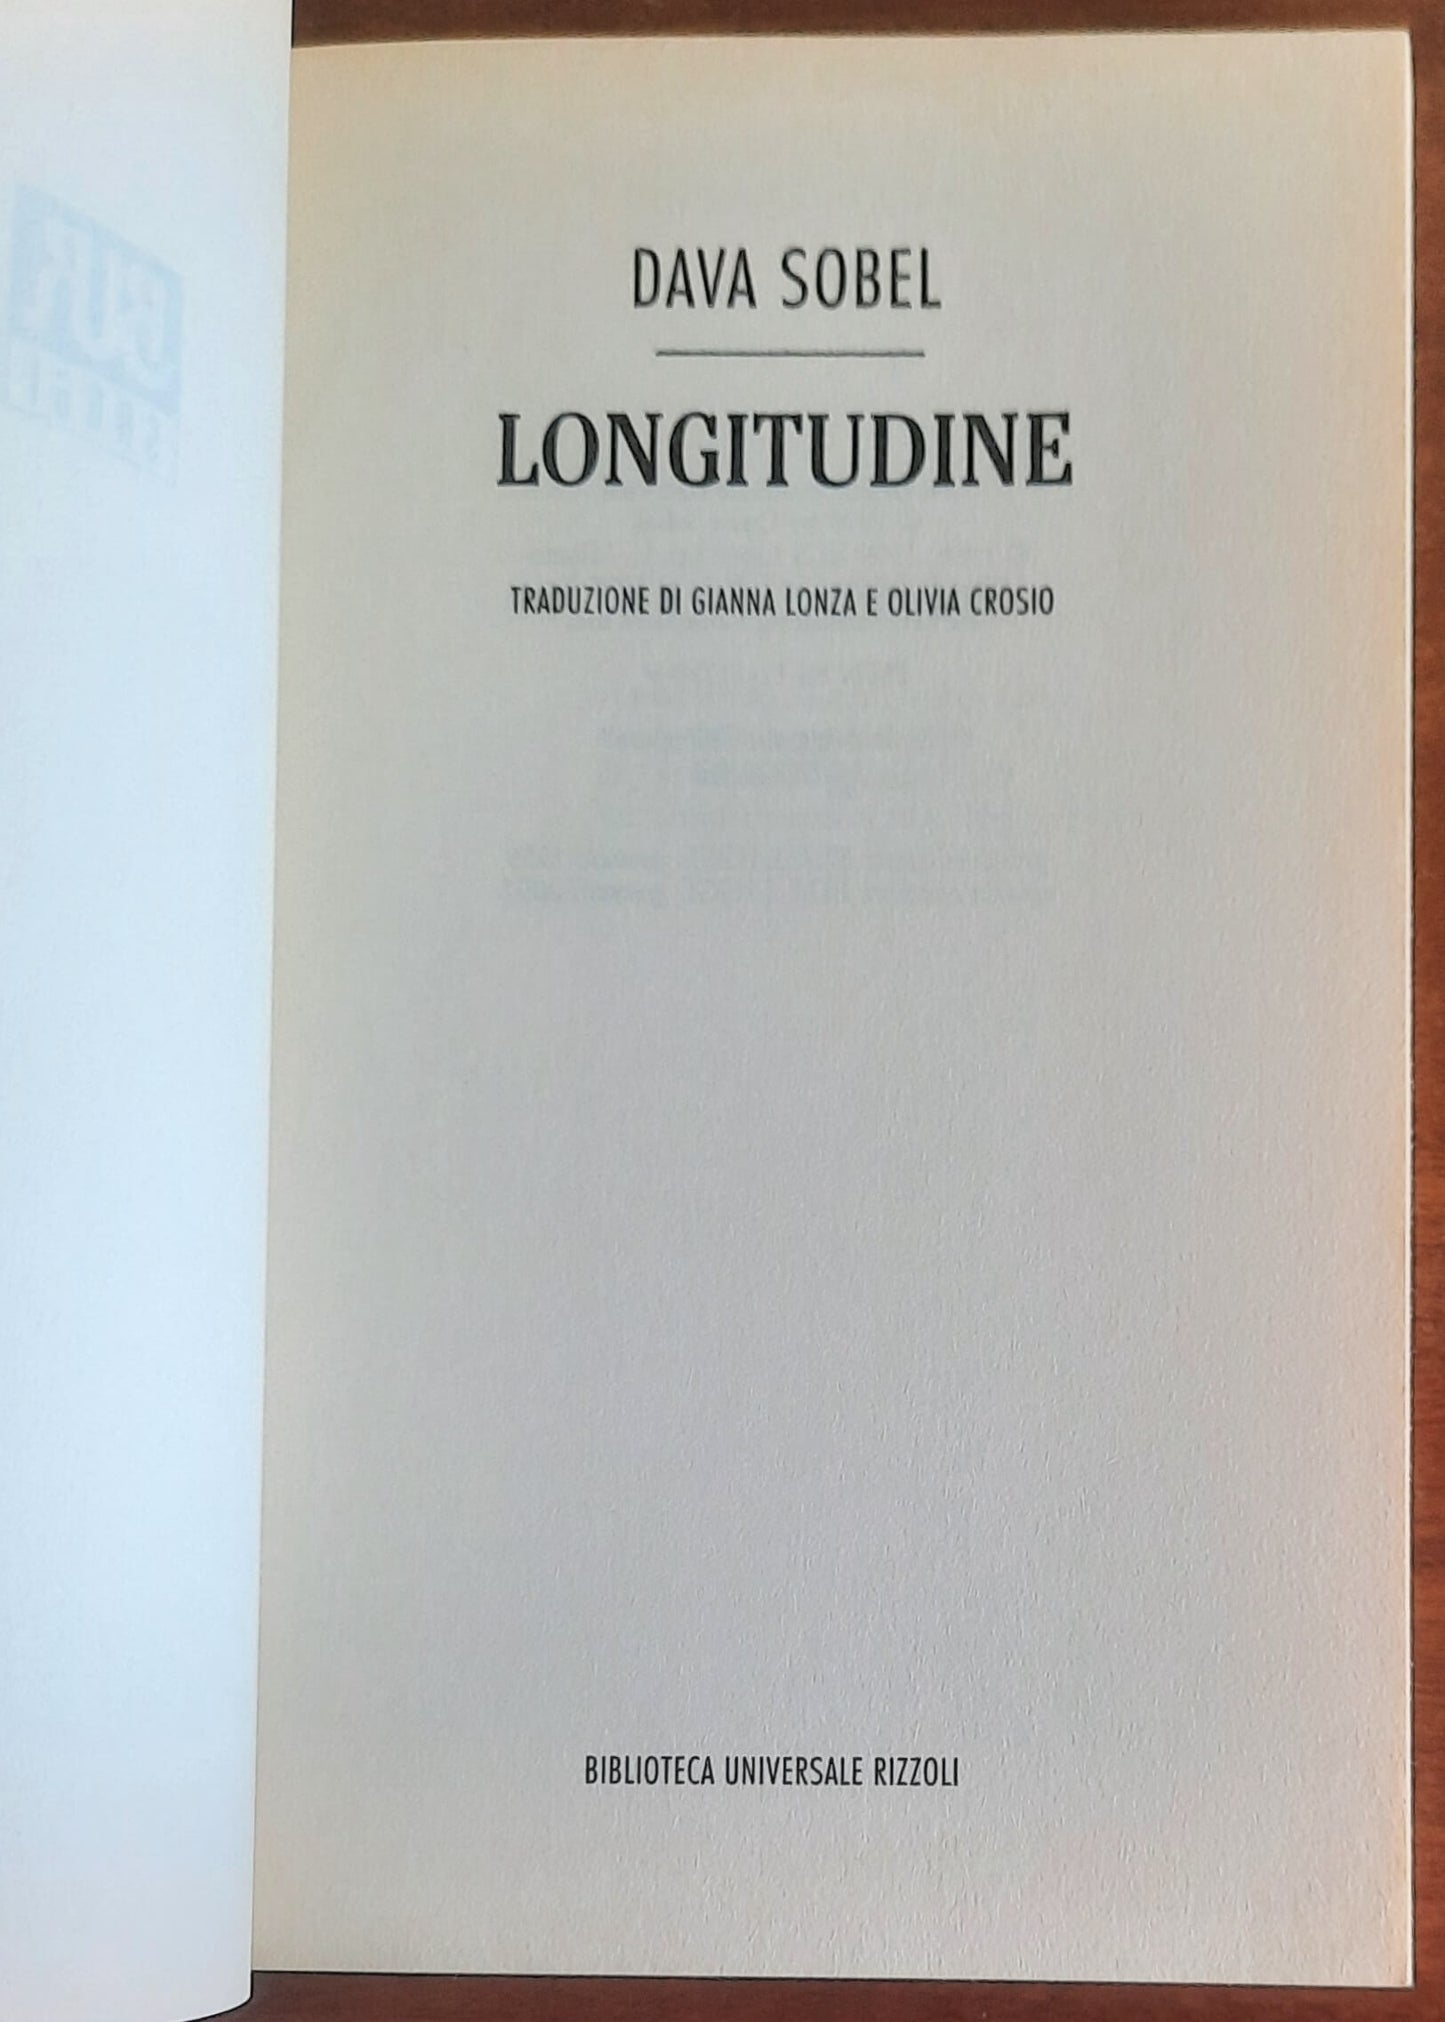 DAVA SOBEL
LONGITUDINE
TRADUZIONE DI GIANNA LONZA E OLIVIA CROSIO
BIBLIOTECA UNIVERSALE RIZZOLI